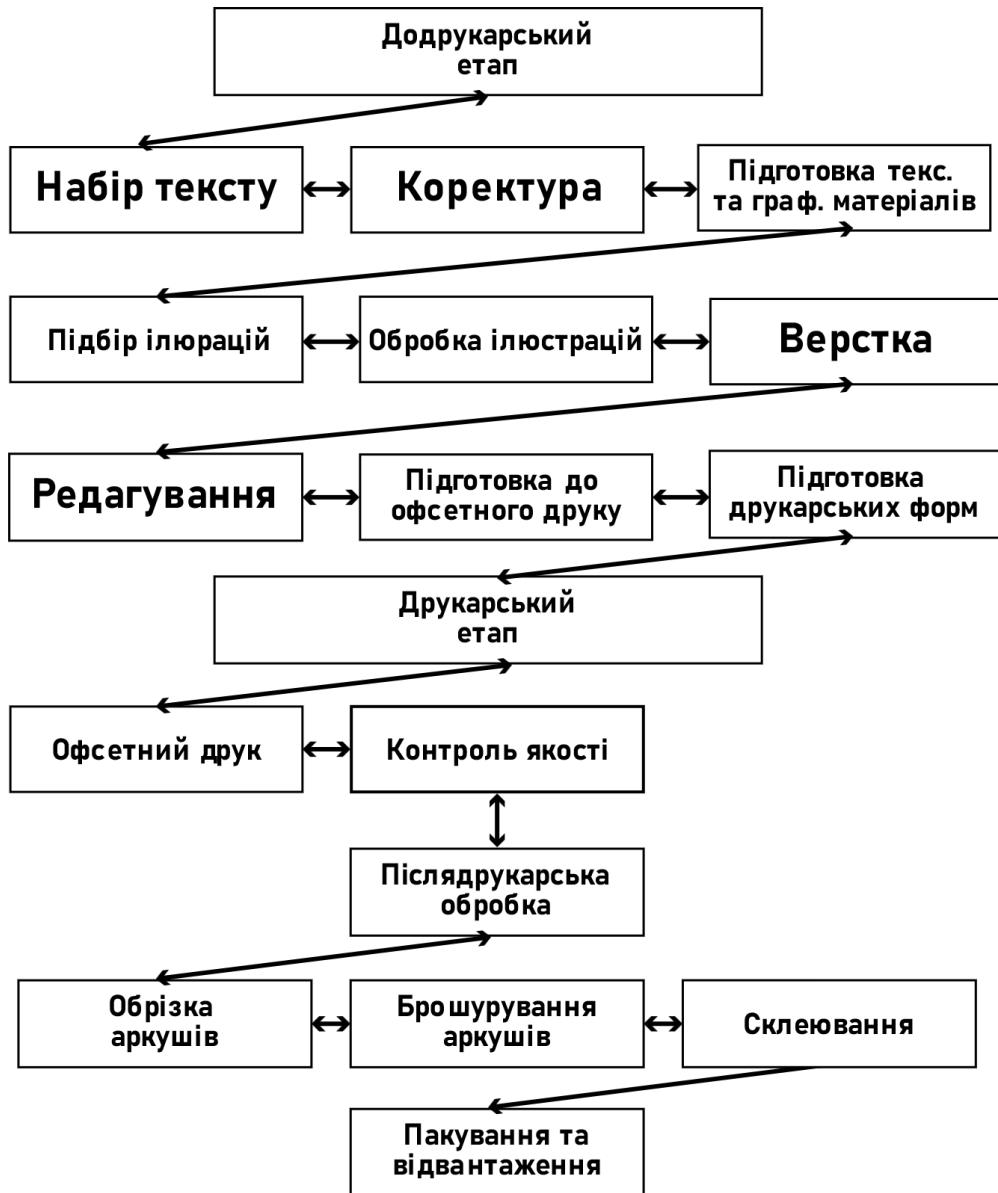 Додрукарський
етап
Набір тексту
Коректура
Підготовка текс.
та граф. матеріалів
Підбір ілюрацій
Обробка ілюстрацій
Верстка
Редагування
Підготовка до
офсетного друку
Підготовка
друкарських форм
Друкарський
етап
Офсетний друк
Контроль якості
Післядрукарська
обробка
Обрізка
аркушів
Брошурування
аркушів
Склеювання
Пакування та
відвантаження